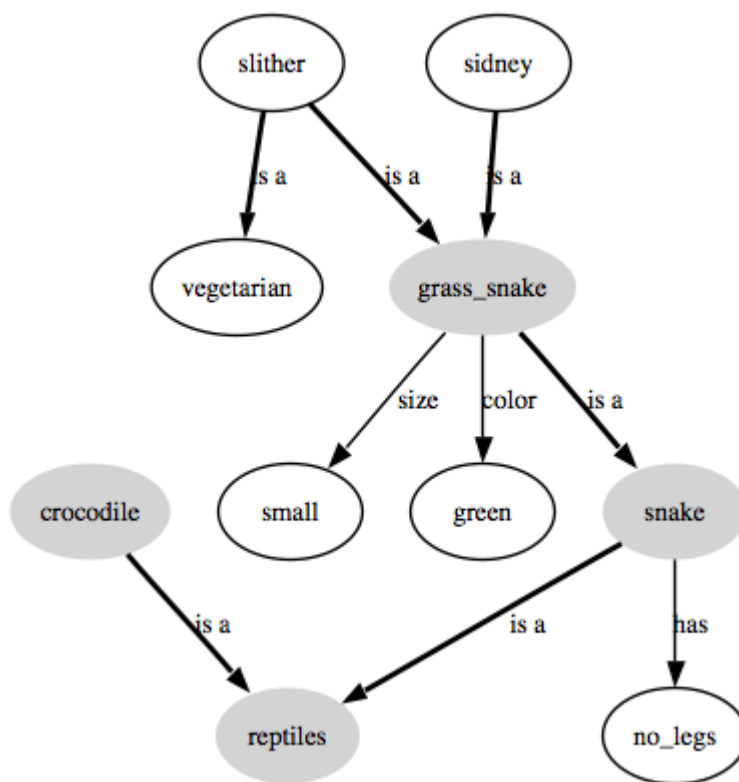 slither
sidney
is a
is a
is a
vegetarian
grass_snake
size
color
is a
crocodile
small
green
snake
is a
is a
has
reptiles
no_legs